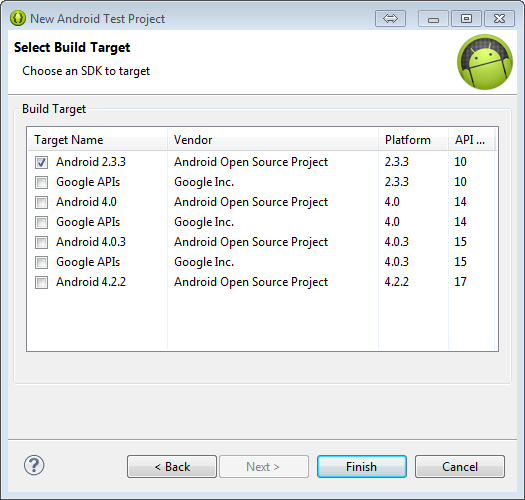 New Android Test Project
Select Build Target
Choose an SDK to target
Build Target
Target Name Vendor Platform API ...
Android 2.3.3 Android Open Source Project 2.3.3 10
Google APIs Google Inc. 2.3.3 10
Android 4.0 Android Open Source Project 4.0 14
Google APIs Google Inc. 4.0 14
Android 4.0.3 Android Open Source Project 4.0.3 15
Google APIs Google Inc. 4.0.3 15
Android 4.2.2 Android Open Source Project 4.2.2 17
? < Back Next > Finish Cancel